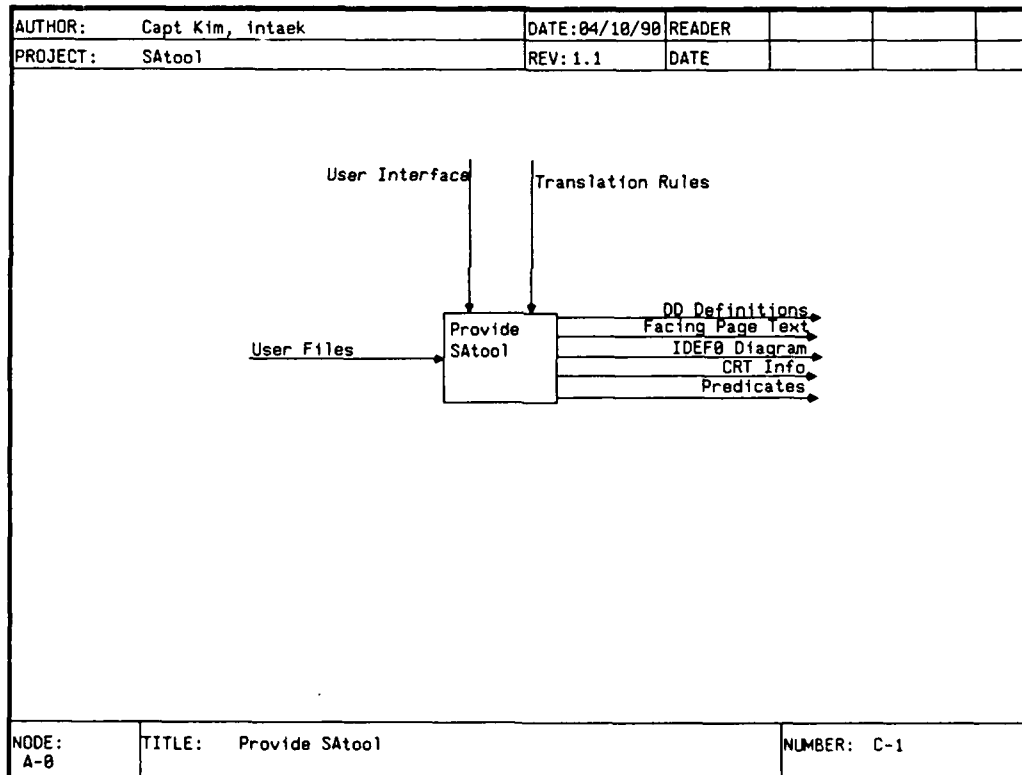 AUTHOR: Capt Kim, intaek DATE:04/10/90 READER
PROJECT: SAtool REV: 1.1 DATE
User Interface
Translation Rules
Provide
SAtool
User Files
DD Definitions
Facing Page Text
IDEF0 Diagram
CRT Info
Predicates
NODE:
A-0
TITLE: Provide SAtool
NUMBER: C-1